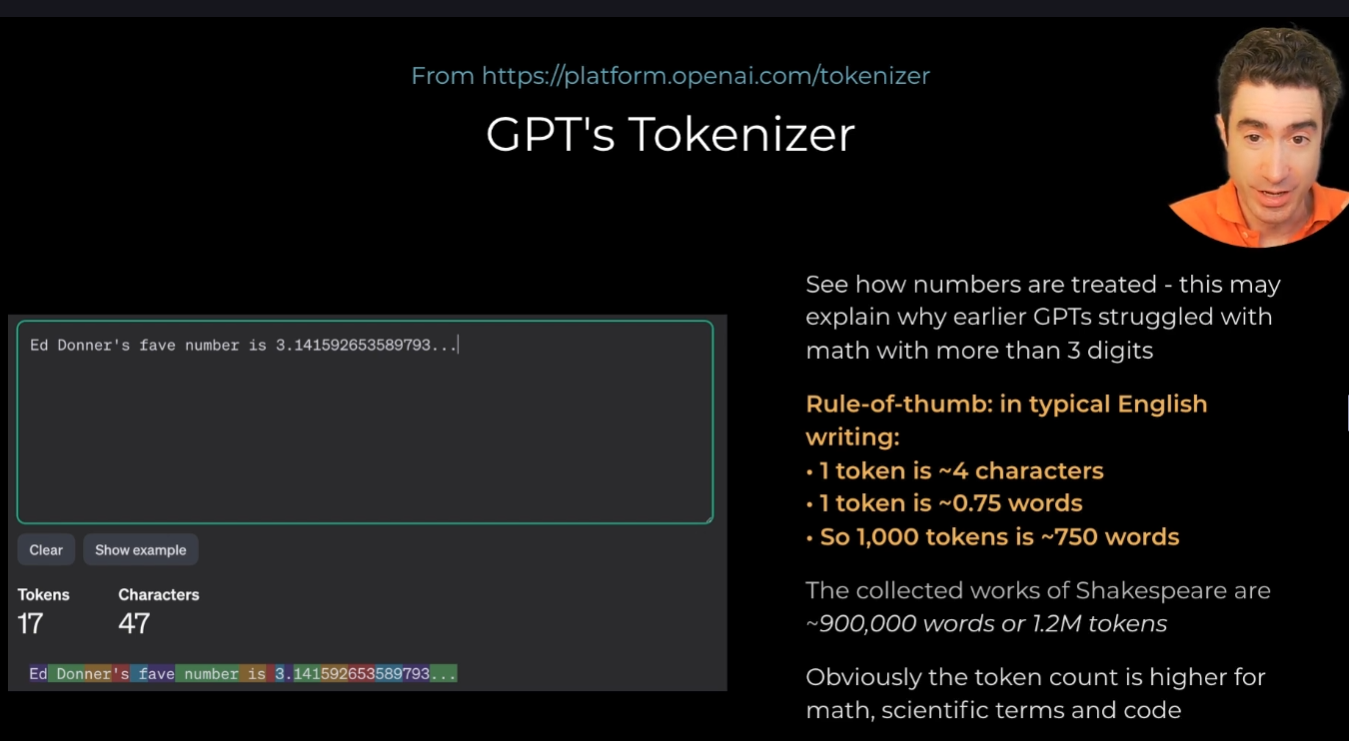 From https://platform.openai.com/tokenizer
GPT's Tokenizer
Ed Donner's fave number is 3.141592653589793...
Clear
Show example
Tokens
Characters
17
47
Ed Donner's fave number is 3.141592653589793...
See how numbers are treated - this may
explain why earlier GPTs struggled with
math with more than 3 digits
Rule-of-thumb: in typical English
writing:
• 1 token is ~4 characters
• 1 token is ~0.75 words
• So 1,000 tokens is ~750 words
The collected works of Shakespeare are
~900,000 words or 1.2M tokens
Obviously the token count is higher for
math, scientific terms and code